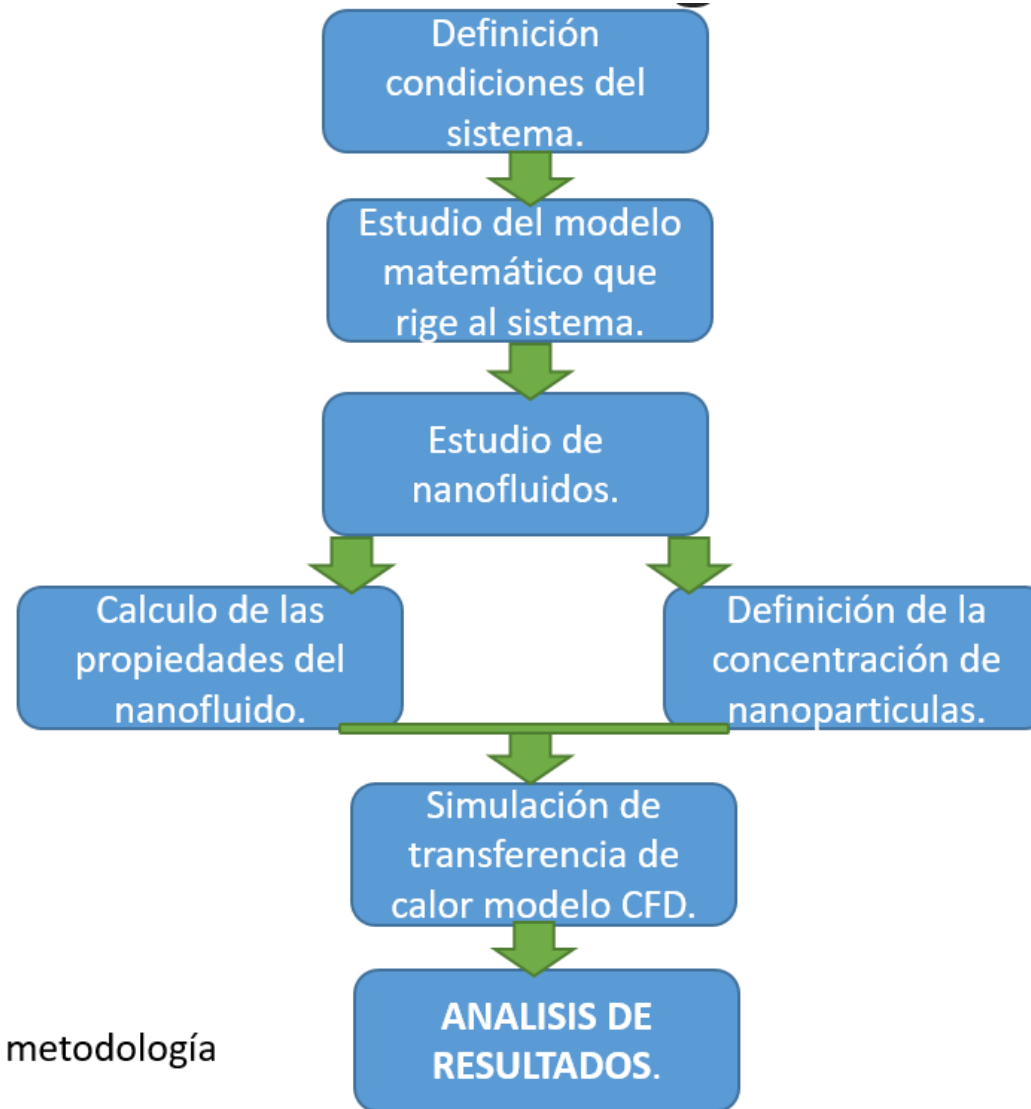 Definición
condiciones del
sistema.
Estudio del modelo
matemático que
rige al sistema.
Estudio de
nanofluidos.
Calculo de las
propiedades del
nanofluido.
Definición de la
concentración de
nanoparticulas.
Simulación de
transferencia de
calor modelo CFD.
ANALISIS DE
RESULTADOS.
metodología